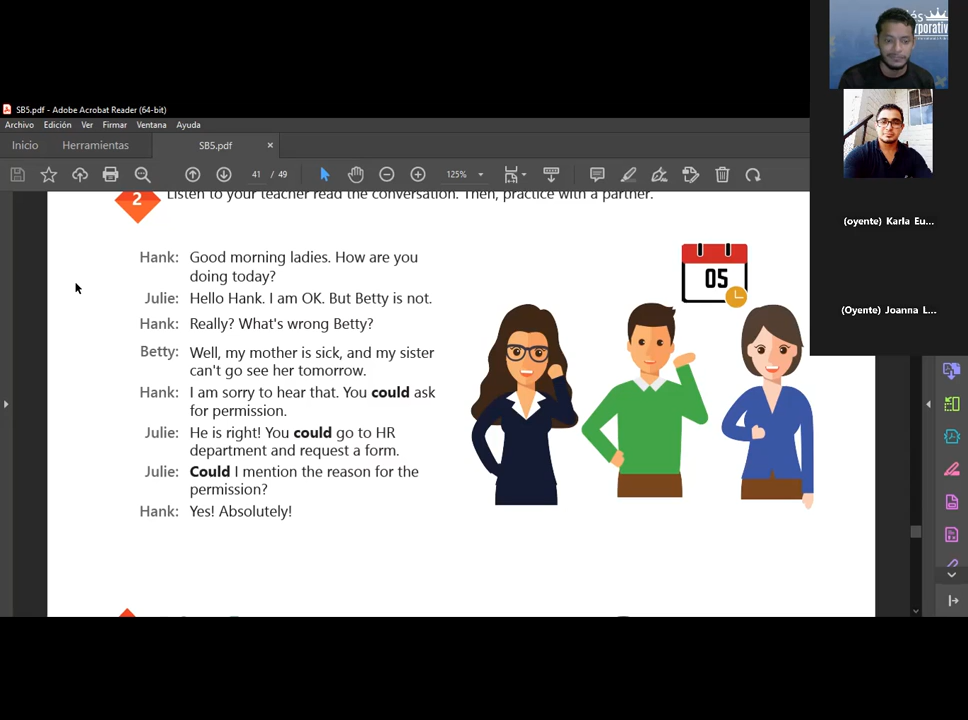 SB5.pdf - Adobe Acrobat Reader (64-bit)
Archivo Edición Ver Firmar Ventana Ayuda
Inicio Herramientas SB5.pdf ×
41 / 49 125%
2 Listen to your teacher read the conversation. Then, practice with a partner.
Hank: Good morning ladies. How are you
doing today?
Julie: Hello Hank. I am OK. But Betty is not.
Hank: Really? What's wrong Betty?
Betty: Well, my mother is sick, and my sister
can't go see her tomorrow.
Hank: I am sorry to hear that. You could ask
for permission.
Julie: He is right! You could go to HR
department and request a form.
Julie: Could I mention the reason for the
permission?
Hank: Yes! Absolutely!
05
(oyente) Karla Eu...
(Oyente) Joanna L...